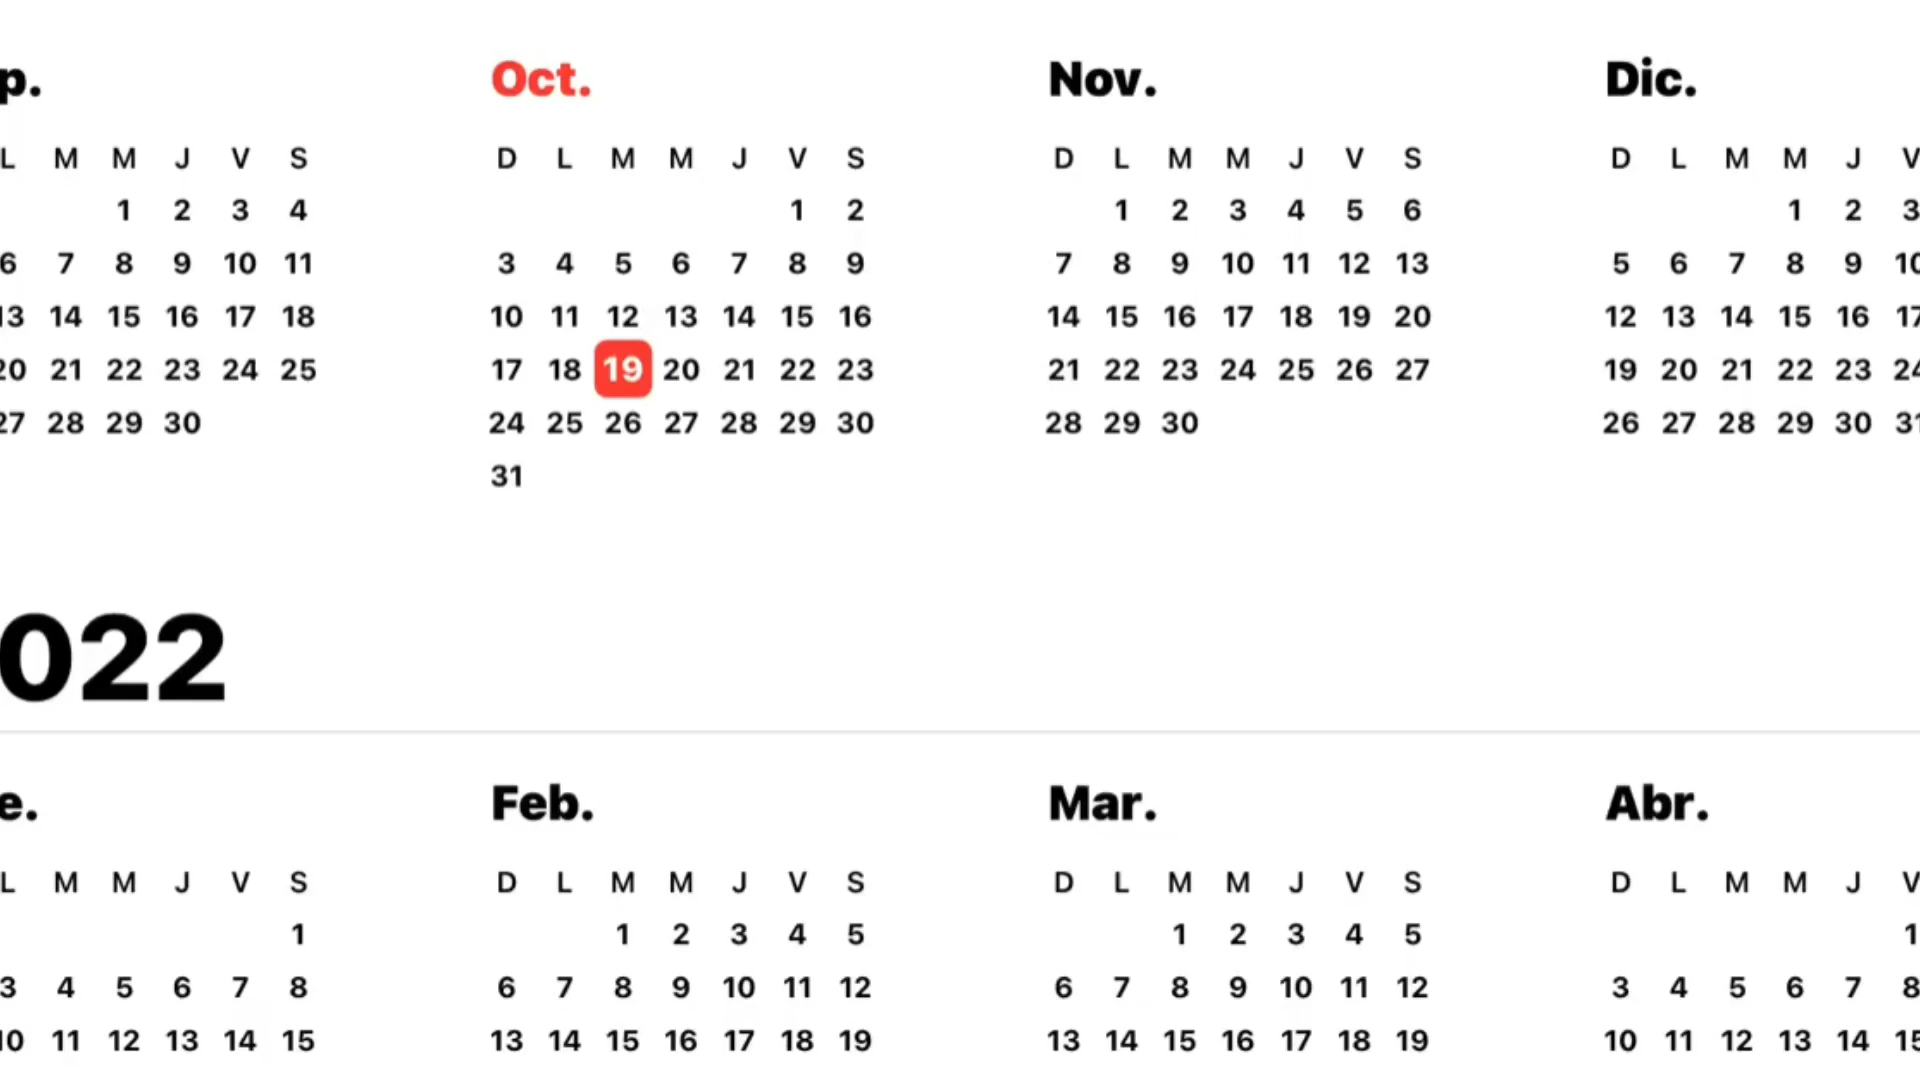 p. Oct. Nov. Dic.
L M M J V S D L M M J V S D L M M J V S D L M M J V
1 2 3 4 1 2 1 2 3 4 5 6 1 2 3
6 7 8 9 10 11 3 4 5 6 7 8 9 7 8 9 10 11 12 13 5 6 7 8 9 10
13 14 15 16 17 18 10 11 12 13 14 15 16 14 15 16 17 18 19 20 12 13 14 15 16 17
20 21 22 23 24 25 17 18 19 20 21 22 23 21 22 23 24 25 26 27 19 20 21 22 23 24
27 28 29 30 24 25 26 27 28 29 30 28 29 30 26 27 28 29 30 31
31
022
e. Feb. Mar. Abr.
L M M J V S D L M M J V S D L M M J V S D L M M J V
1 1 2 3 4 5 1 2 3 4 5 1
3 4 5 6 7 8 6 7 8 9 10 11 12 6 7 8 9 10 11 12 3 4 5 6 7 8
10 11 12 13 14 15 13 14 15 16 17 18 19 13 14 15 16 17 18 19 10 11 12 13 14 15